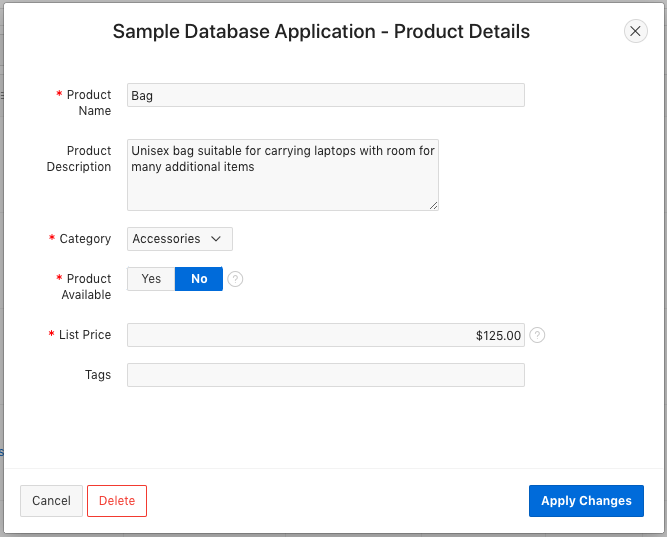 Sample Database Application - Product Details
* Product Name
Bag
Product Description
Unisex bag suitable for carrying laptops with room for
many additional items
* Category
Accessories
* Product Available
Yes
No
?
* List Price
$125.00
?
Tags
Cancel
Delete
Apply Changes